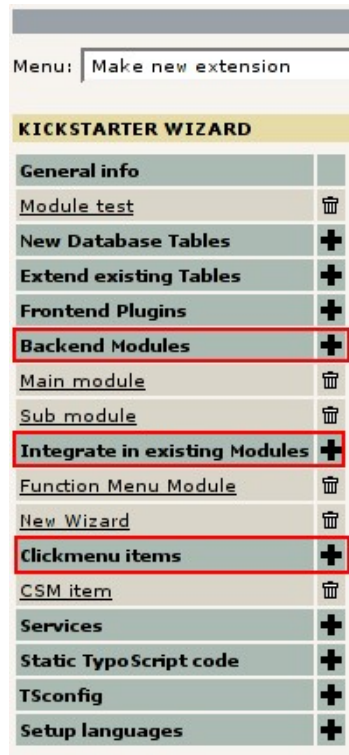 Menu: Make new extension
KICKSTARTER WIZARD
General info
Module test
New Database Tables
Extend existing Tables
Frontend Plugins
Backend Modules
Main module
Sub module
Integrate in existing Modules
Function Menu Module
New Wizard
Clickmenu items
CSM item
Services
Static TypoScript code
TSconfig
Setup languages